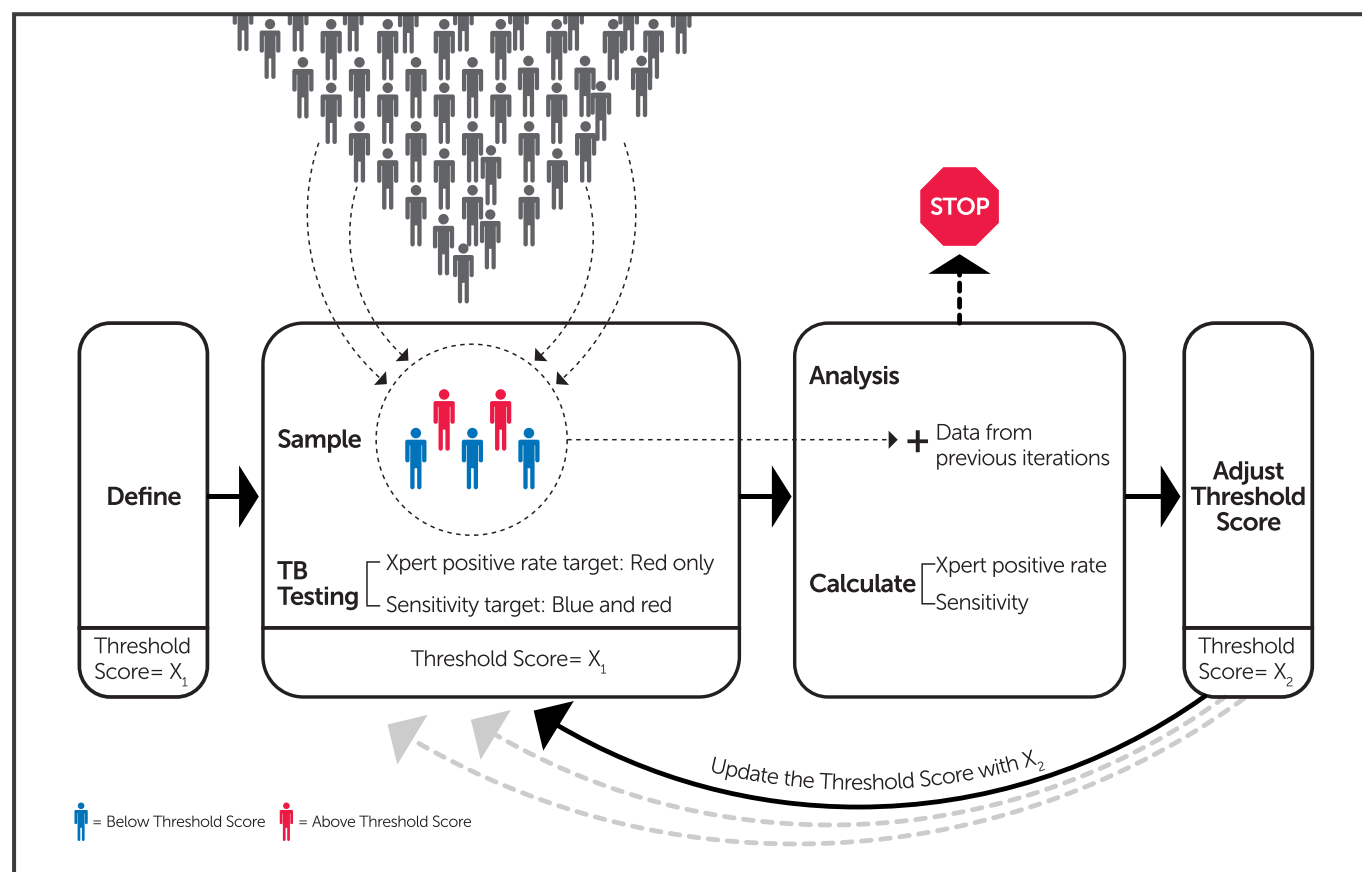 STOP
Define
Threshold
Score= X₁
Sample
TB
Testing
Xpert positive rate target: Red only
Sensitivity target: Blue and red
Threshold Score= X₁
Analysis
+ Data from
previous iterations
Calculate
Xpert positive rate
Sensitivity
Adjust
Threshold
Score
Threshold
Score= X₂
Update the Threshold Score with X₂
= Below Threshold Score
= Above Threshold Score